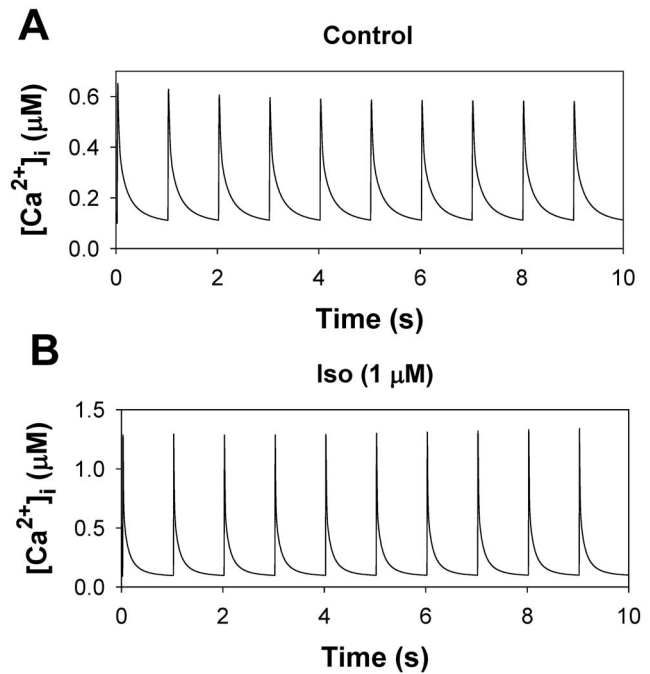 A
Control
[Ca²⁺]ᵢ (μM)
0.6
0.4
0.2
0.0
0 2 4 6 8 10
Time (s)
B
Iso (1 μM)
[Ca²⁺]ᵢ (μM)
1.5
1.0
0.5
0.0
0 2 4 6 8 10
Time (s)